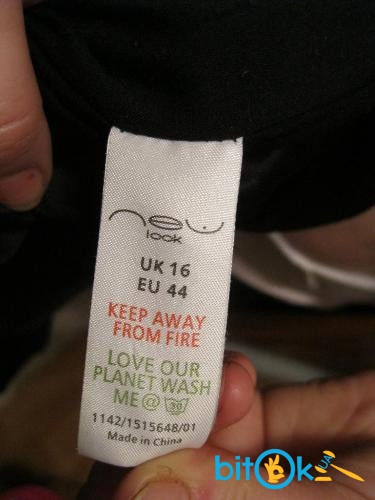 new
look
UK 16
EU 44
KEEP AWAY
FROM FIRE
LOVE OUR
PLANET WASH
ME@ 30
1142/1515648/01
Made in China
bitOk UA